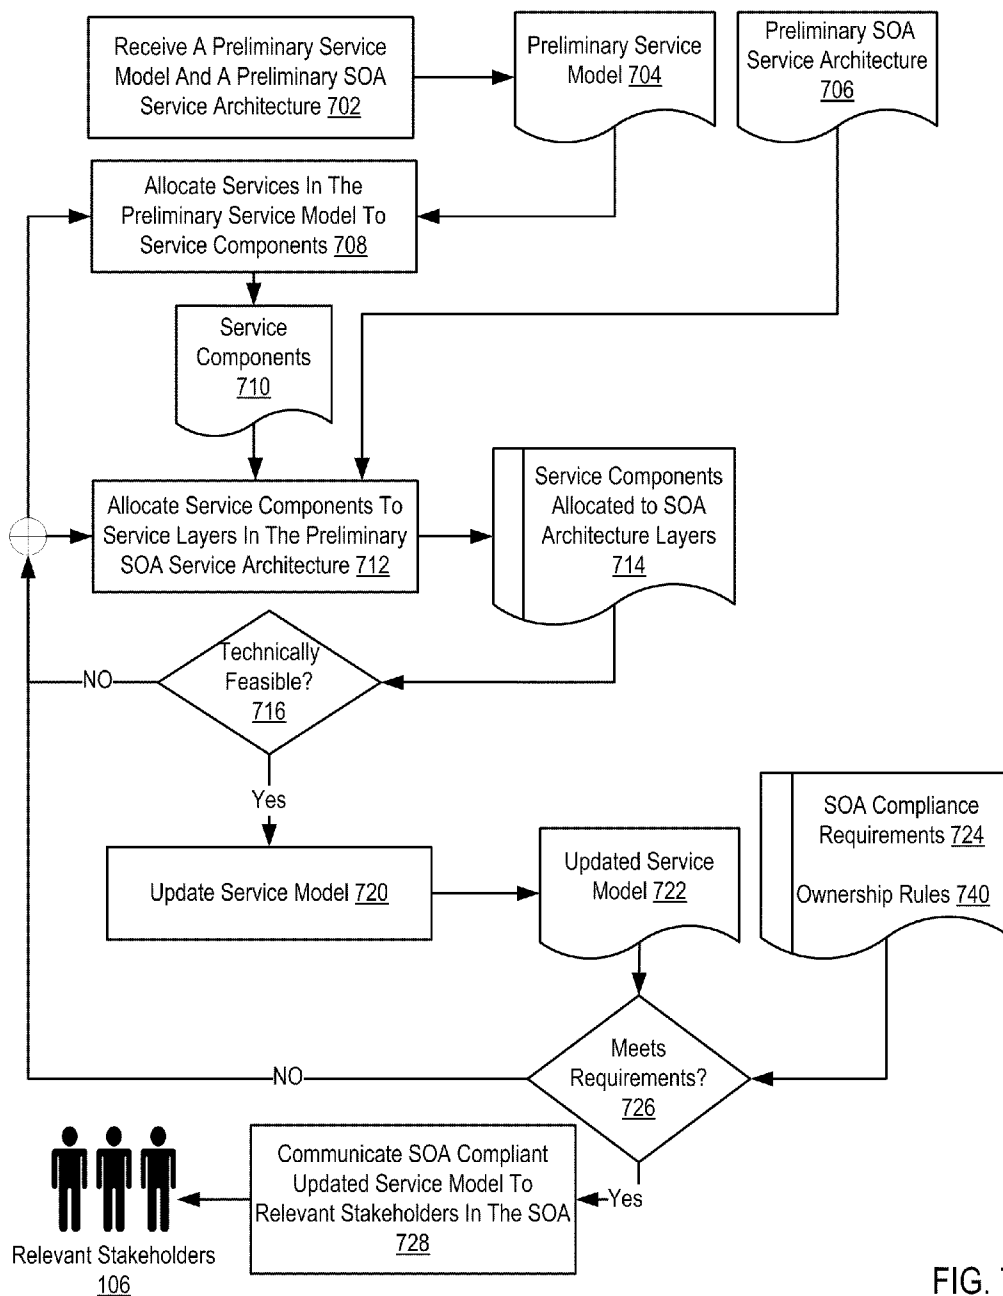 Receive A Preliminary Service
Model And A Preliminary SOA
Service Architecture 702
Preliminary Service
Model 704
Preliminary SOA
Service Architecture
706
Allocate Services In The
Preliminary Service Model To
Service Components 708
Service
Components
710
Allocate Service Components To
Service Layers In The Preliminary
SOA Service Architecture 712
Service Components
Allocated to SOA
Architecture Layers
714
Technically
Feasible?
716
NO
Yes
Update Service Model 720
Updated Service
Model 722
SOA Compliance
Requirements 724
Ownership Rules 740
Meets
Requirements?
726
NO
Yes
Communicate SOA Compliant
Updated Service Model To
Relevant Stakeholders In The SOA
728
Relevant Stakeholders
106
FIG.